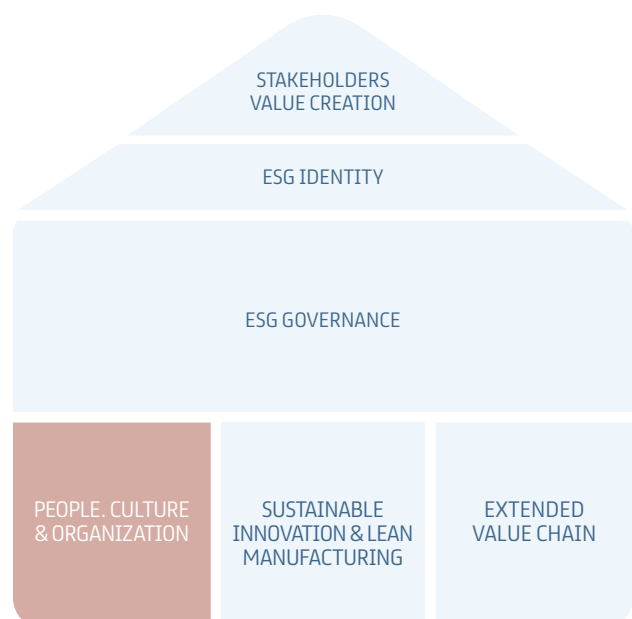 STAKEHOLDERS
VALUE CREATION
ESG IDENTITY
ESG GOVERNANCE
PEOPLE. CULTURE
& ORGANIZATION
SUSTAINABLE
INNOVATION & LEAN
MANUFACTURING
EXTENDED
VALUE CHAIN